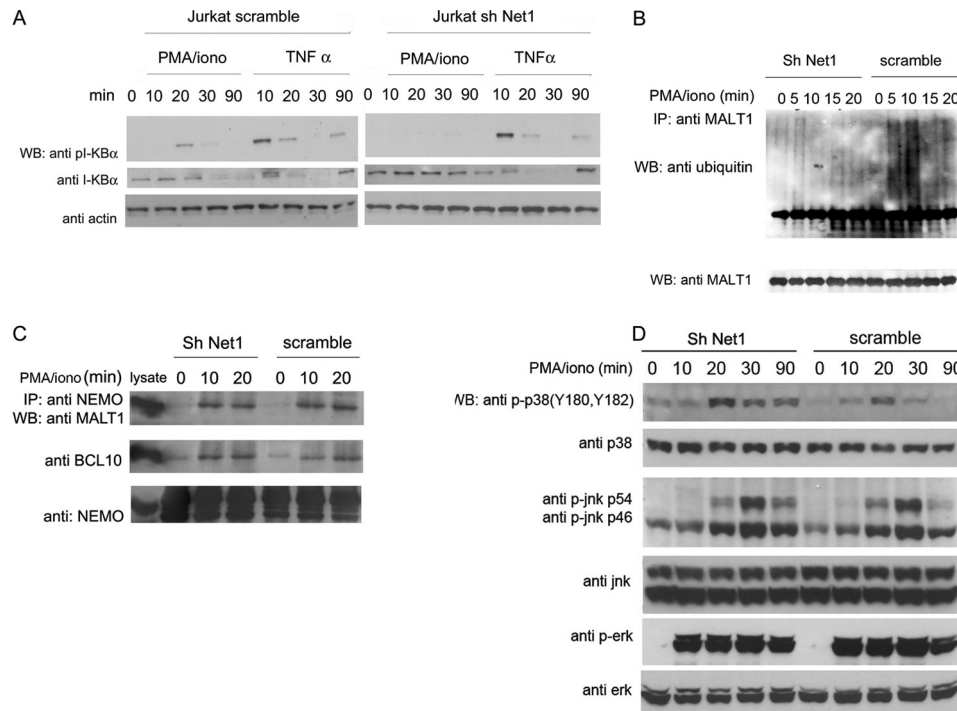 A
Jurkat scramble
Jurkat sh Net1
PMA/iono
TNF α
PMA/iono
TNFα
min 0 10 20 30 90 10 20 30 90 0 10 20 30 90 10 20 30 90
WB: anti pI-KBα
anti I-KBα
anti actin
B
Sh Net1 scramble
PMA/iono (min) 0 5 10 15 20 0 5 10 15 20
IP: anti MALT1
WB: anti ubiquitin
WB: anti MALT1
C
Sh Net1 scramble
PMA/iono (min) lysate 0 10 20 0 10 20
IP: anti NEMO
WB: anti MALT1
anti BCL10
anti: NEMO
D
Sh Net1 scramble
PMA/iono (min) 0 10 20 30 90 0 10 20 30 90
WB: anti p-p38(Y180,Y182)
anti p38
anti p-jnk p54
anti p-jnk p46
anti jnk
anti p-erk
anti erk